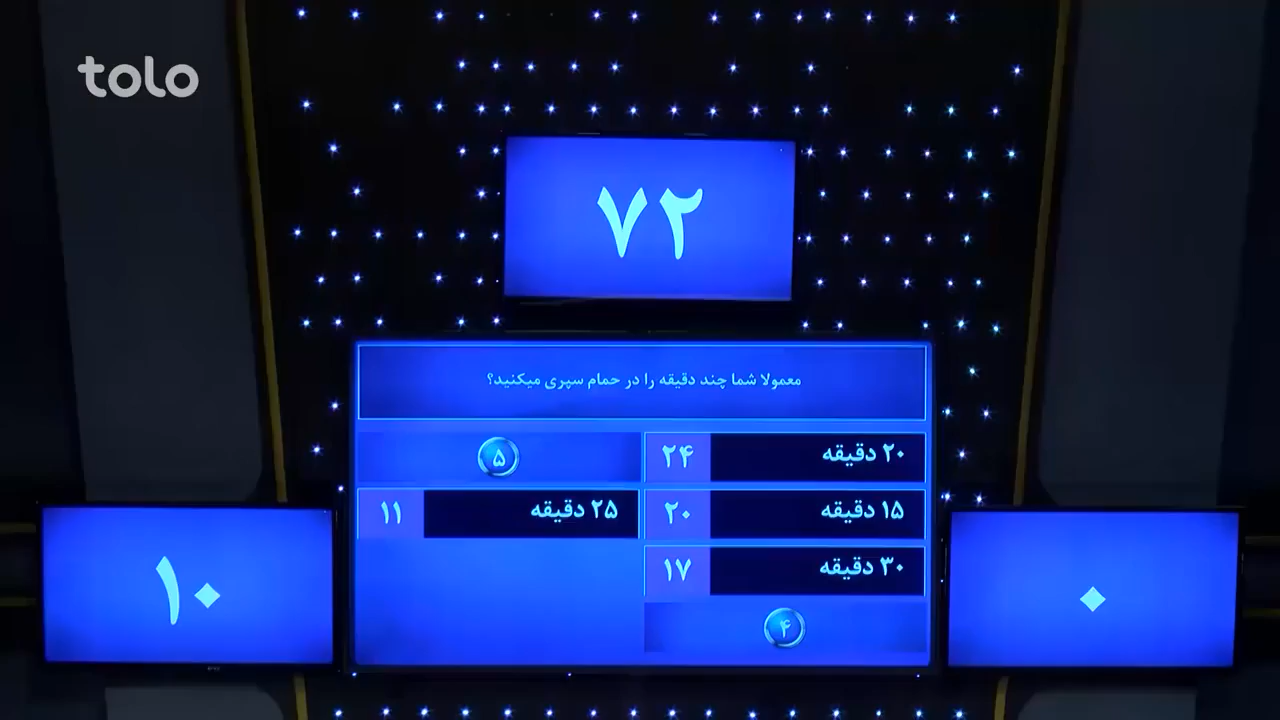 tolo
۷۲
معمولا شما چند دقیقه را در حمام سپری میکنید؟
۲۰ دقیقه ۲۴
۱۵ دقیقه ۲۰
۳۰ دقیقه ۱۷
۴
۵
۲۵ دقیقه ۱۱
۱۰
۰